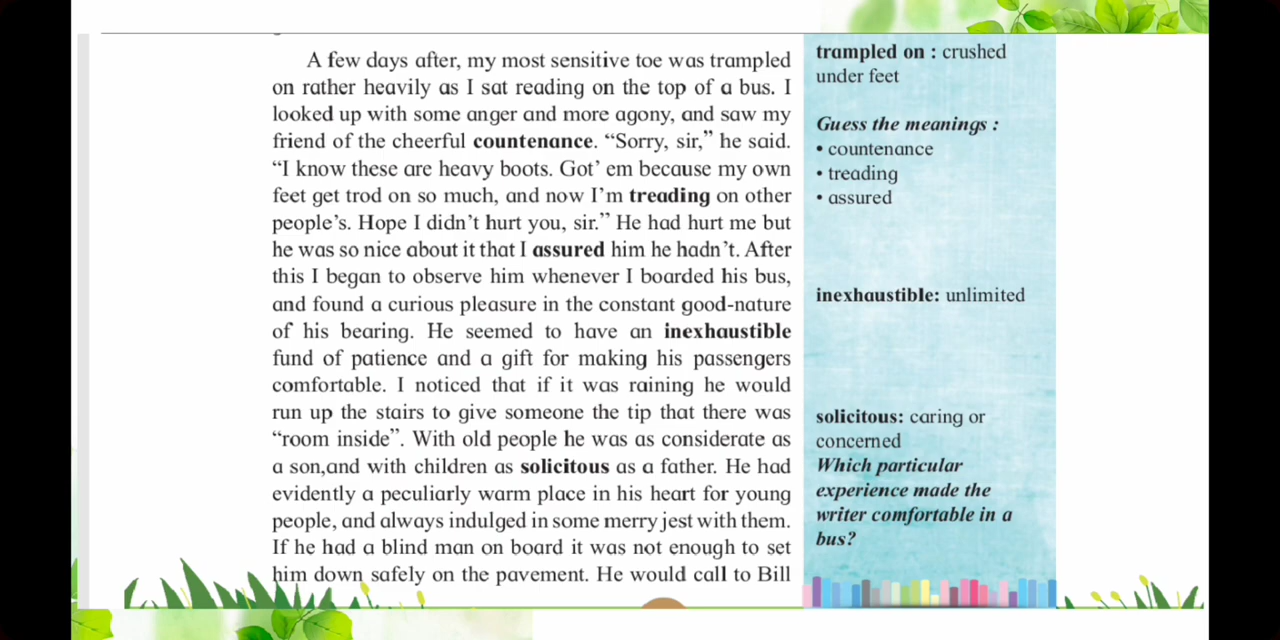 A few days after, my most sensitive toe was trampled
on rather heavily as I sat reading on the top of a bus. I
looked up with some anger and more agony, and saw my
friend of the cheerful countenance. “Sorry, sir,” he said.
“I know these are heavy boots. Got’ em because my own
feet get trod on so much, and now I’m treading on other
people’s. Hope I didn’t hurt you, sir.” He had hurt me but
he was so nice about it that I assured him he hadn’t. After
this I began to observe him whenever I boarded his bus,
and found a curious pleasure in the constant good-nature
of his bearing. He seemed to have an inexhaustible
fund of patience and a gift for making his passengers
comfortable. I noticed that if it was raining he would
run up the stairs to give someone the tip that there was
“room inside”. With old people he was as considerate as
a son,and with children as solicitous as a father. He had
evidently a peculiarly warm place in his heart for young
people, and always indulged in some merry jest with them.
If he had a blind man on board it was not enough to set
him down safely on the pavement. He would call to Bill
trampled on : crushed
under feet
Guess the meanings :
• countenance
• treading
• assured
inexhaustible: unlimited
solicitous: caring or
concerned
Which particular
experience made the
writer comfortable in a
bus?